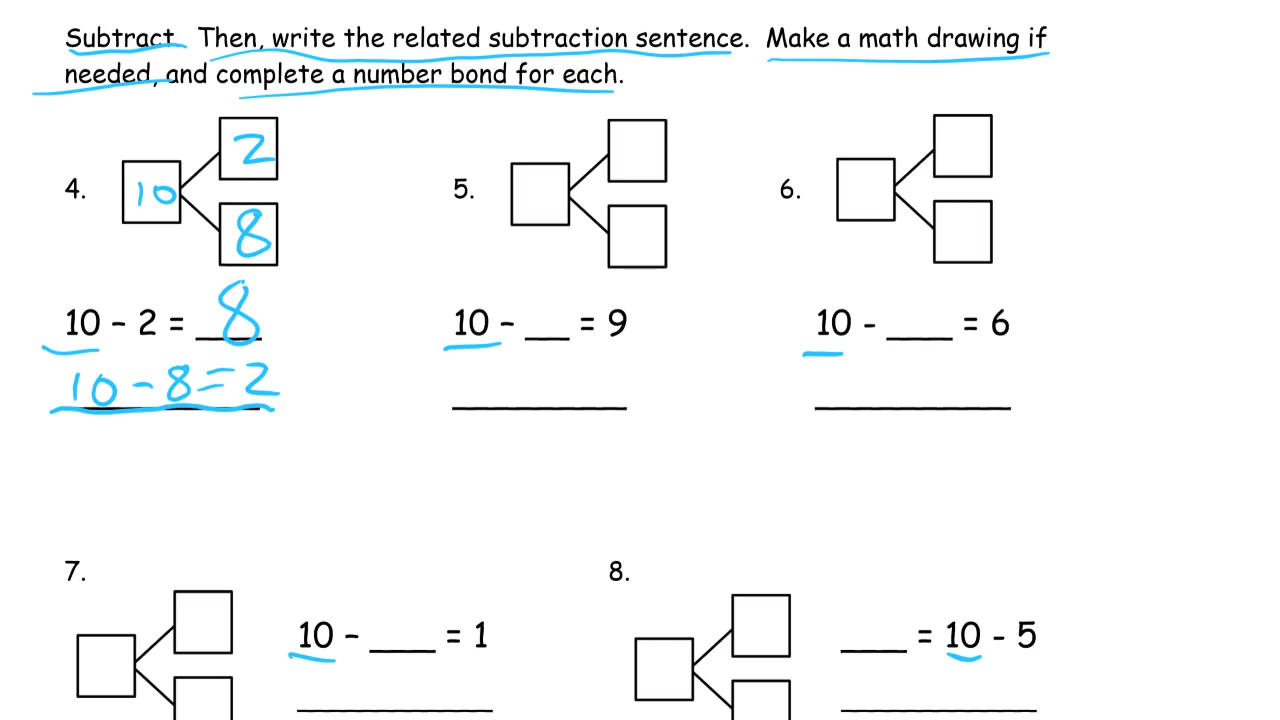 Subtract. Then, write the related subtraction sentence. Make a math drawing if
needed, and complete a number bond for each.
4.
10
2
8
10 - 2 = 8
10 - 8 = 2
5.
10 - ___ = 9
6.
10 - ____ = 6
7.
10 - ____ = 1
8.
____ = 10 - 5